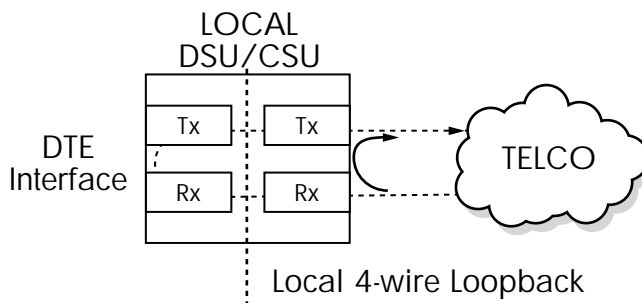 LOCAL
DSU/CSU
Tx
Tx
DTE
Interface
TELCO
Rx
Rx
Local 4-wire Loopback